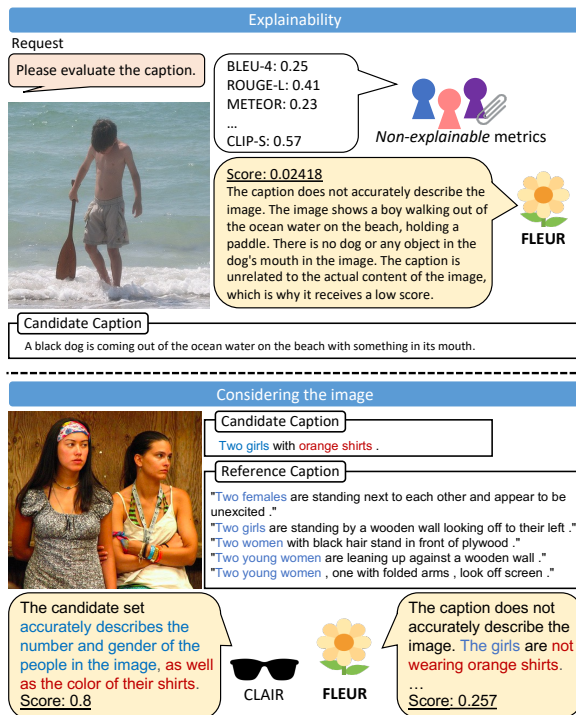 Explainability
Request
Please evaluate the caption.
BLEU-4: 0.25
ROUGE-L: 0.41
METEOR: 0.23
...
CLIP-S: 0.57
Non-explainable metrics
Score: 0.02418
The caption does not accurately describe the
image. The image shows a boy walking out of
the ocean water on the beach, holding a
paddle. There is no dog or any object in the
dog's mouth in the image. The caption is
unrelated to the actual content of the image,
which is why it receives a low score.
FLEUR
Candidate Caption
A black dog is coming out of the ocean water on the beach with something in its mouth.
Considering the image
Candidate Caption
Two girls with orange shirts .
Reference Caption
"Two females are standing next to each other and appear to be
unexcited ."
"Two girls are standing by a wooden wall looking off to their left ."
"Two women with black hair stand in front of plywood ."
"Two young women are leaning up against a wooden wall ."
"Two young women , one with folded arms , look off screen ."
The candidate set
accurately describes the
number and gender of the
people in the image, as well
as the color of their shirts.
Score: 0.8
CLAIR
FLEUR
The caption does not
accurately describe the
image. The girls are not
wearing orange shirts.
...
Score: 0.257